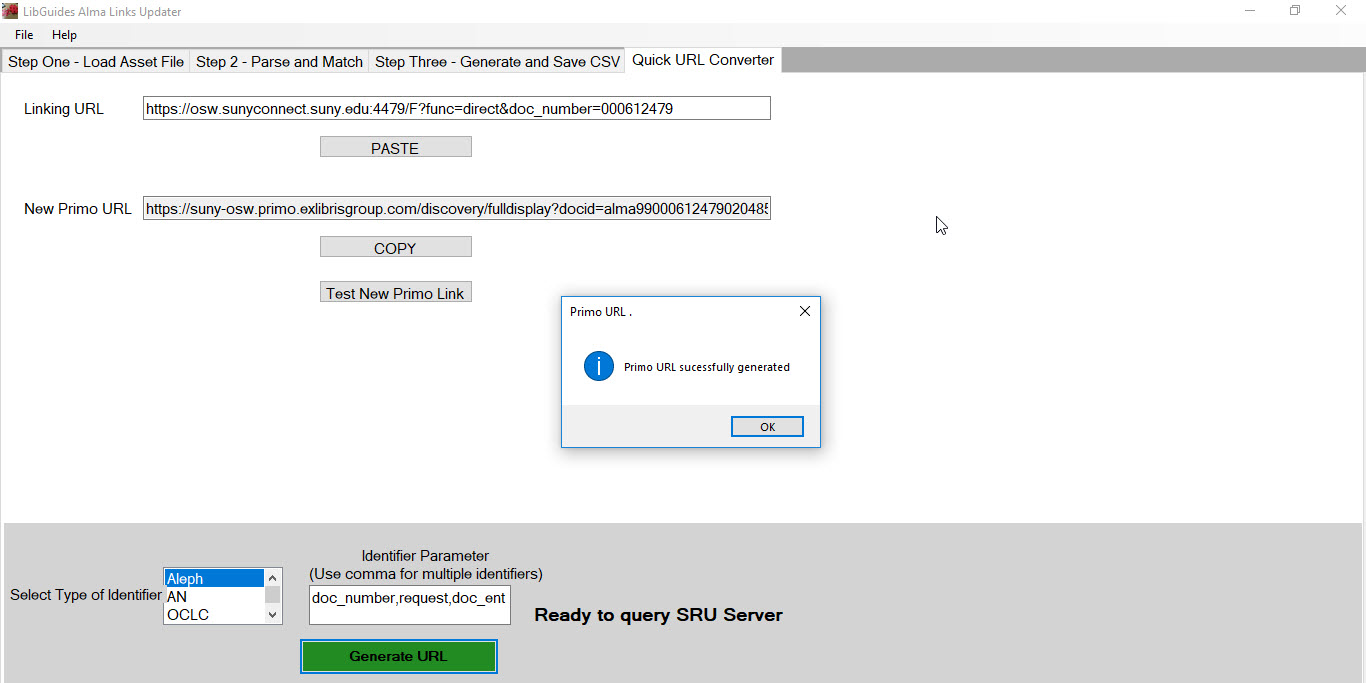 LibGuides Alma Links Updater
File Help
Step One - Load Asset File Step 2 - Parse and Match Step Three - Generate and Save CSV Quick URL Converter
Linking URL https://osw.sunyconnect.suny.edu:4479/F?func=direct&doc_number=000612479
PASTE
New Primo URL https://suny-osw.primo.exlibrisgroup.com/discovery/fulldisplay?docid=alma99000612479020485
COPY
Test New Primo Link
Primo URL .
Primo URL sucessfully generated
OK
Identifier Parameter
(Use comma for multiple identifiers)
Select Type of Identifier
Aleph
AN
OCLC
doc_number,request,doc_ent
Ready to query SRU Server
Generate URL